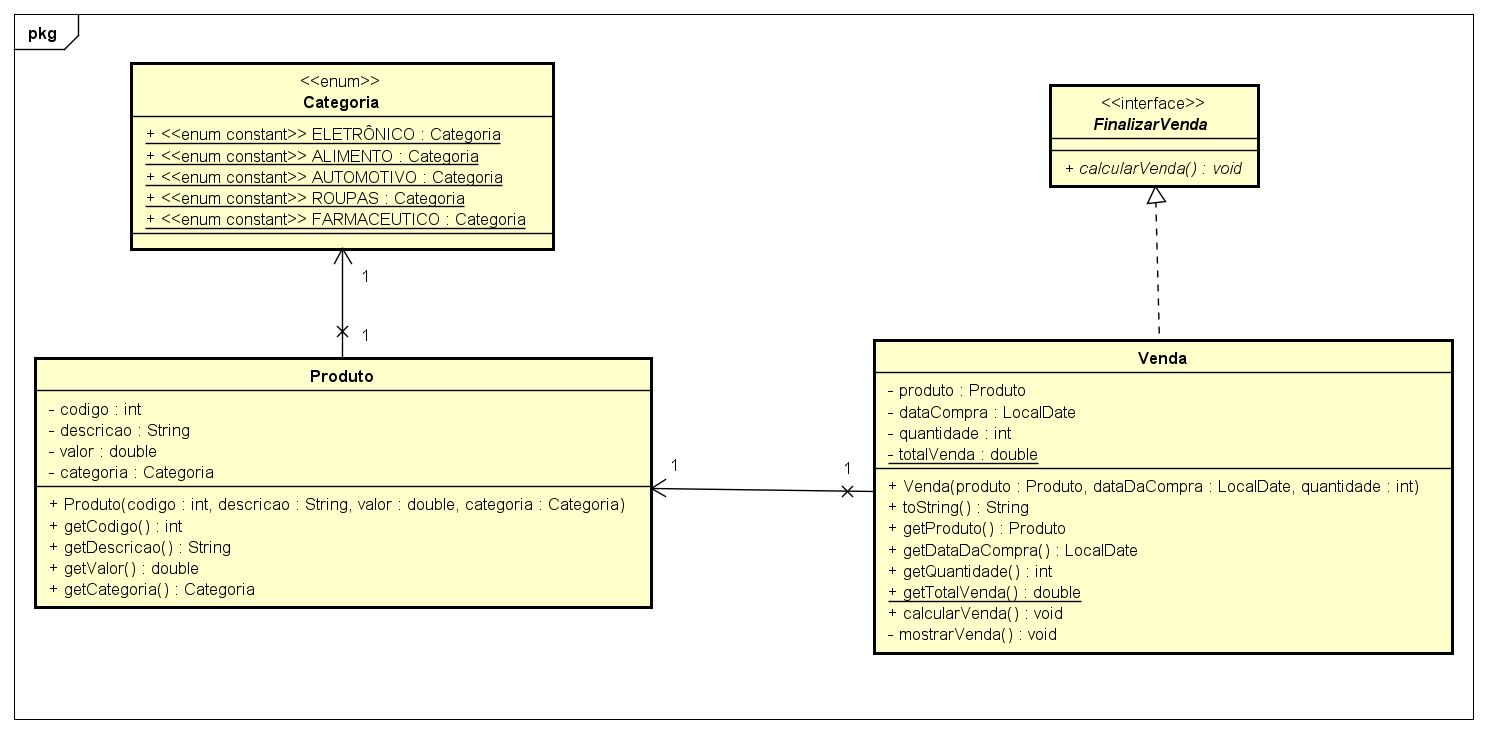 pkg
<<enum>>
Categoria
+ <<enum constant>> ELETRÔNICO : Categoria
+ <<enum constant>> ALIMENTO : Categoria
+ <<enum constant>> AUTOMOTIVO : Categoria
+ <<enum constant>> ROUPAS : Categoria
+ <<enum constant>> FARMACEUTICO : Categoria
<<interface>>
FinalizarVenda
+ calcularVenda() : void
1
1
Produto
- codigo : int
- descricao : String
- valor : double
- categoria : Categoria
+ Produto(codigo : int, descricao : String, valor : double, categoria : Categoria)
+ getCodigo() : int
+ getDescricao() : String
+ getValor() : double
+ getCategoria() : Categoria
1
1
Venda
- produto : Produto
- dataCompra : LocalDate
- quantidade : int
- totalVenda : double
+ Venda(produto : Produto, dataDaCompra : LocalDate, quantidade : int)
+ toString() : String
+ getProduto() : Produto
+ getDataDaCompra() : LocalDate
+ getQuantidade() : int
+ getTotalVenda() : double
+ calcularVenda() : void
- mostrarVenda() : void